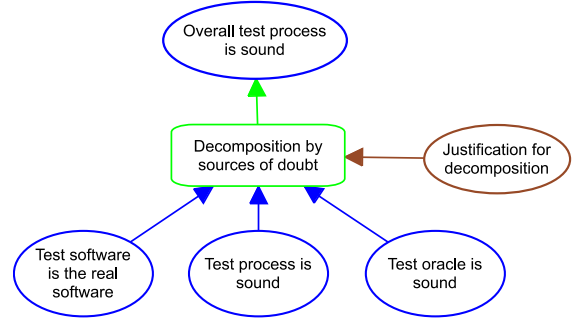 Overall test process
is sound
Decomposition by
sources of doubt
Justification for
decomposition
Test software
is the real
software
Test process is
sound
Test oracle is
sound